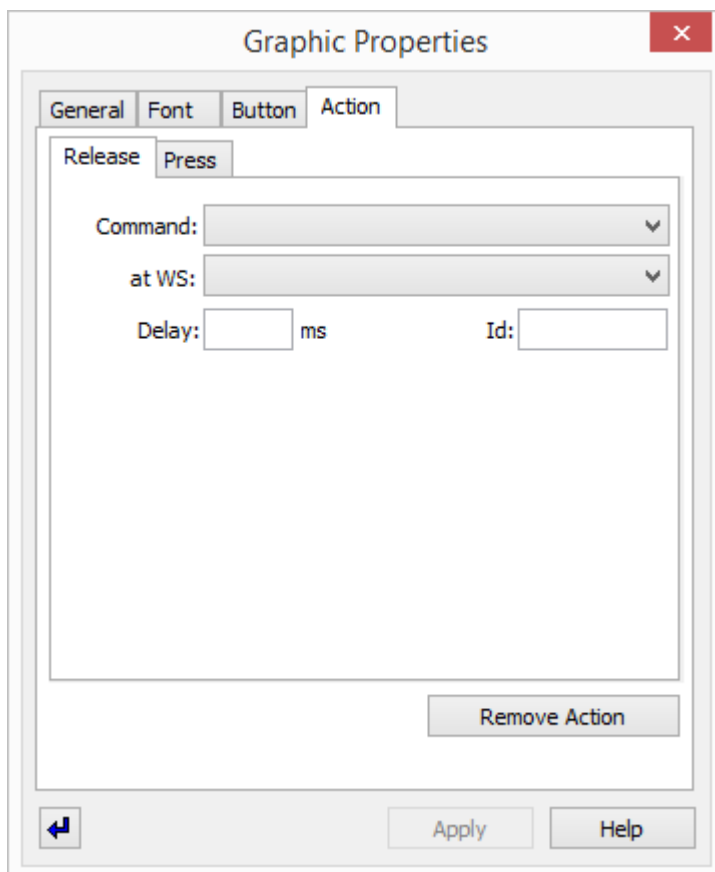 Graphic Properties
General Font Button Action
Release Press
Command:
at WS:
Delay: ms Id:
Remove Action
Apply Help